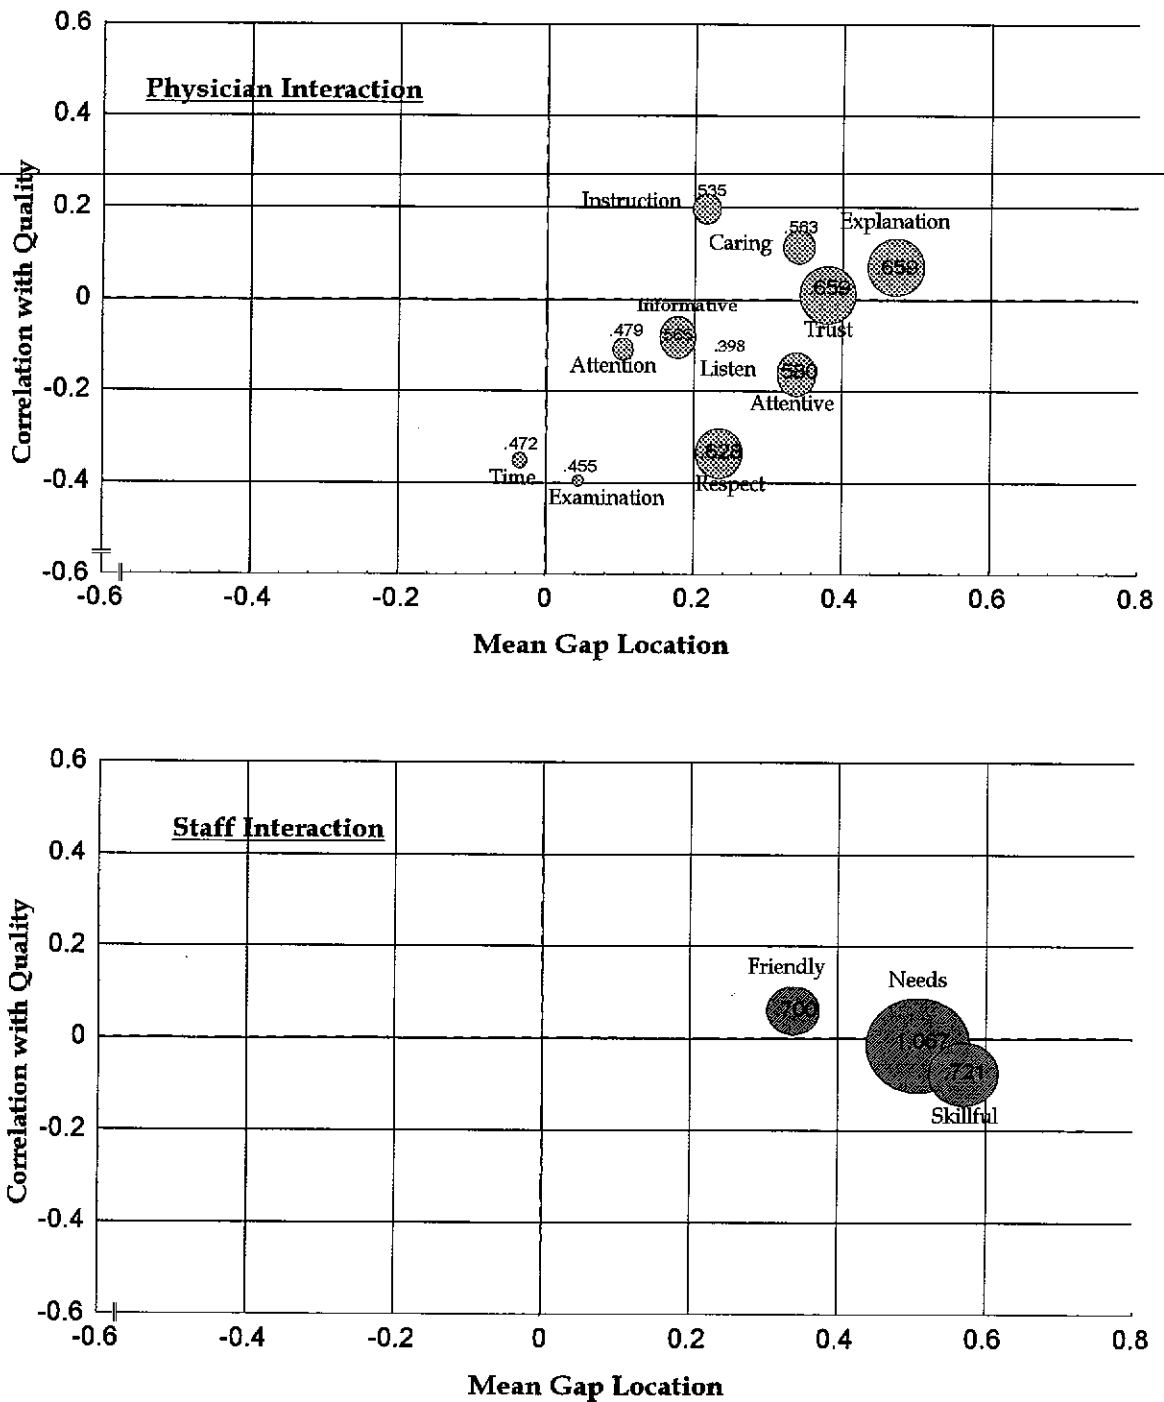 0.6
Physician Interaction
0.4
Correlation with Quality
0.2
Instruction
.535
Caring
.563
Explanation
.659
0
.659
Trust
Informative
.479
Attention
.398
Listen
.580
Attentive
-0.2
.472
Time
.455
Examination
.628
Respect
-0.4
-0.6
-0.6
-0.4
-0.2
0
0.2
0.4
0.6
0.8
Mean Gap Location
0.6
Staff Interaction
0.4
Correlation with Quality
0.2
Friendly
.700
Needs
1.067
0
.721
Skillful
-0.2
-0.4
-0.6
-0.6
-0.4
-0.2
0
0.2
0.4
0.6
0.8
Mean Gap Location